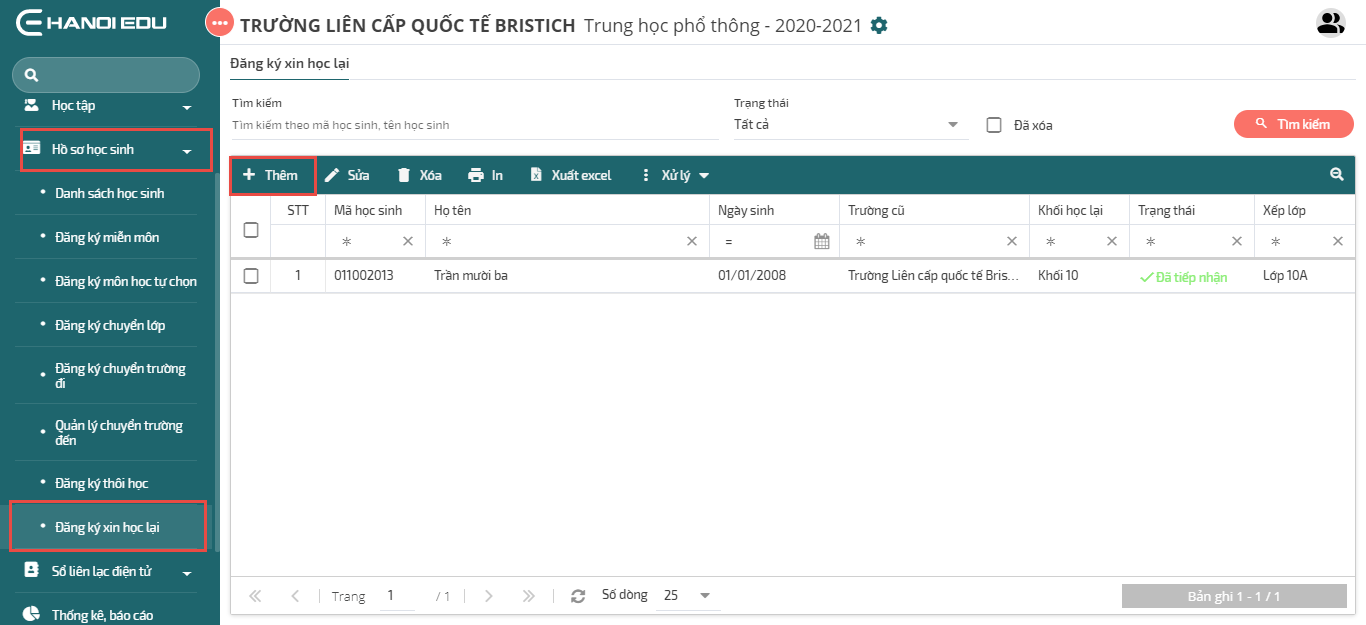 HANOI EDU
TRƯỜNG LIÊN CẤP QUỐC TẾ BRISTICH Trung học phổ thông - 2020-2021
Học tập
Hồ sơ học sinh
Danh sách học sinh
Đăng ký miễn môn
Đăng ký môn học tự chọn
Đăng ký chuyển lớp
Đăng ký chuyển trường
đi
Quản lý chuyển trường
đến
Đăng ký thôi học
Đăng ký xin học lại
Sổ liên lạc điện tử
Thống kê, báo cáo
Đăng ký xin học lại
Tìm kiếm
Tìm kiếm theo mã học sinh, tên học sinh
Trạng thái
Tất cả
Đã xóa
Tìm kiếm
Thêm Sửa Xóa In Xuất excel Xử lý
STT Mã học sinh Họ tên Ngày sinh Trường cũ Khối học lại Trạng thái Xếp lớp
* * = * * * *
1 011002013 Trần mười ba 01/01/2008 Trường Liên cấp quốc tế Bris... Khối 10 Đã tiếp nhận Lớp 10A
Trang 1 / 1 Số dòng 25 Bản ghi 1 - 1 / 1